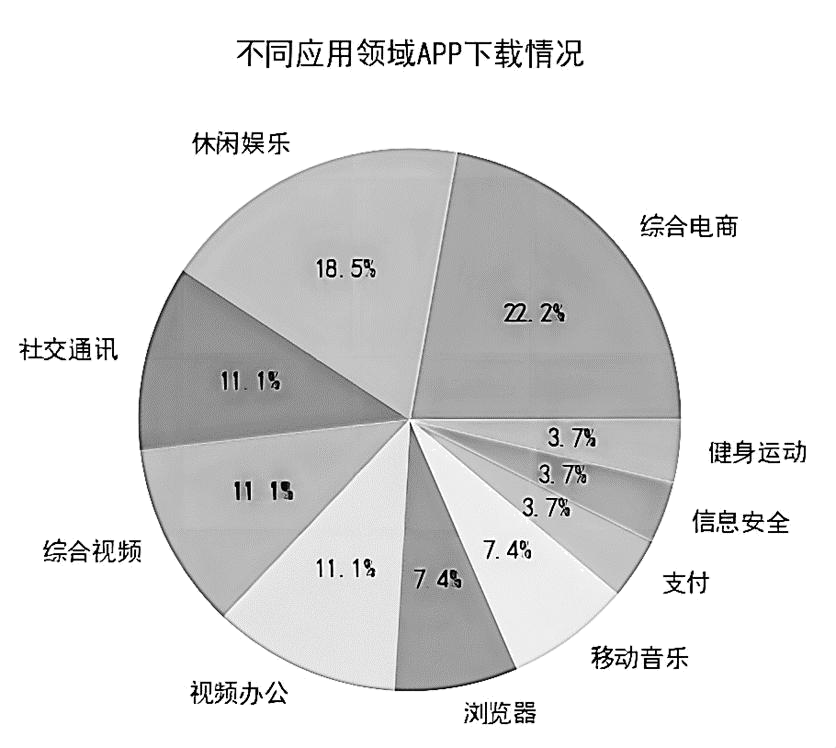 不同应用领域APP下载情况
休闲娱乐
综合电商
18.5%
22.2%
社交通讯
11.1%
3.7%
健身运动
3.7%
11.1%
3.7%
信息安全
综合视频
7.4%
11.1%
7.4%
支付
移动音乐
视频办公
浏览器